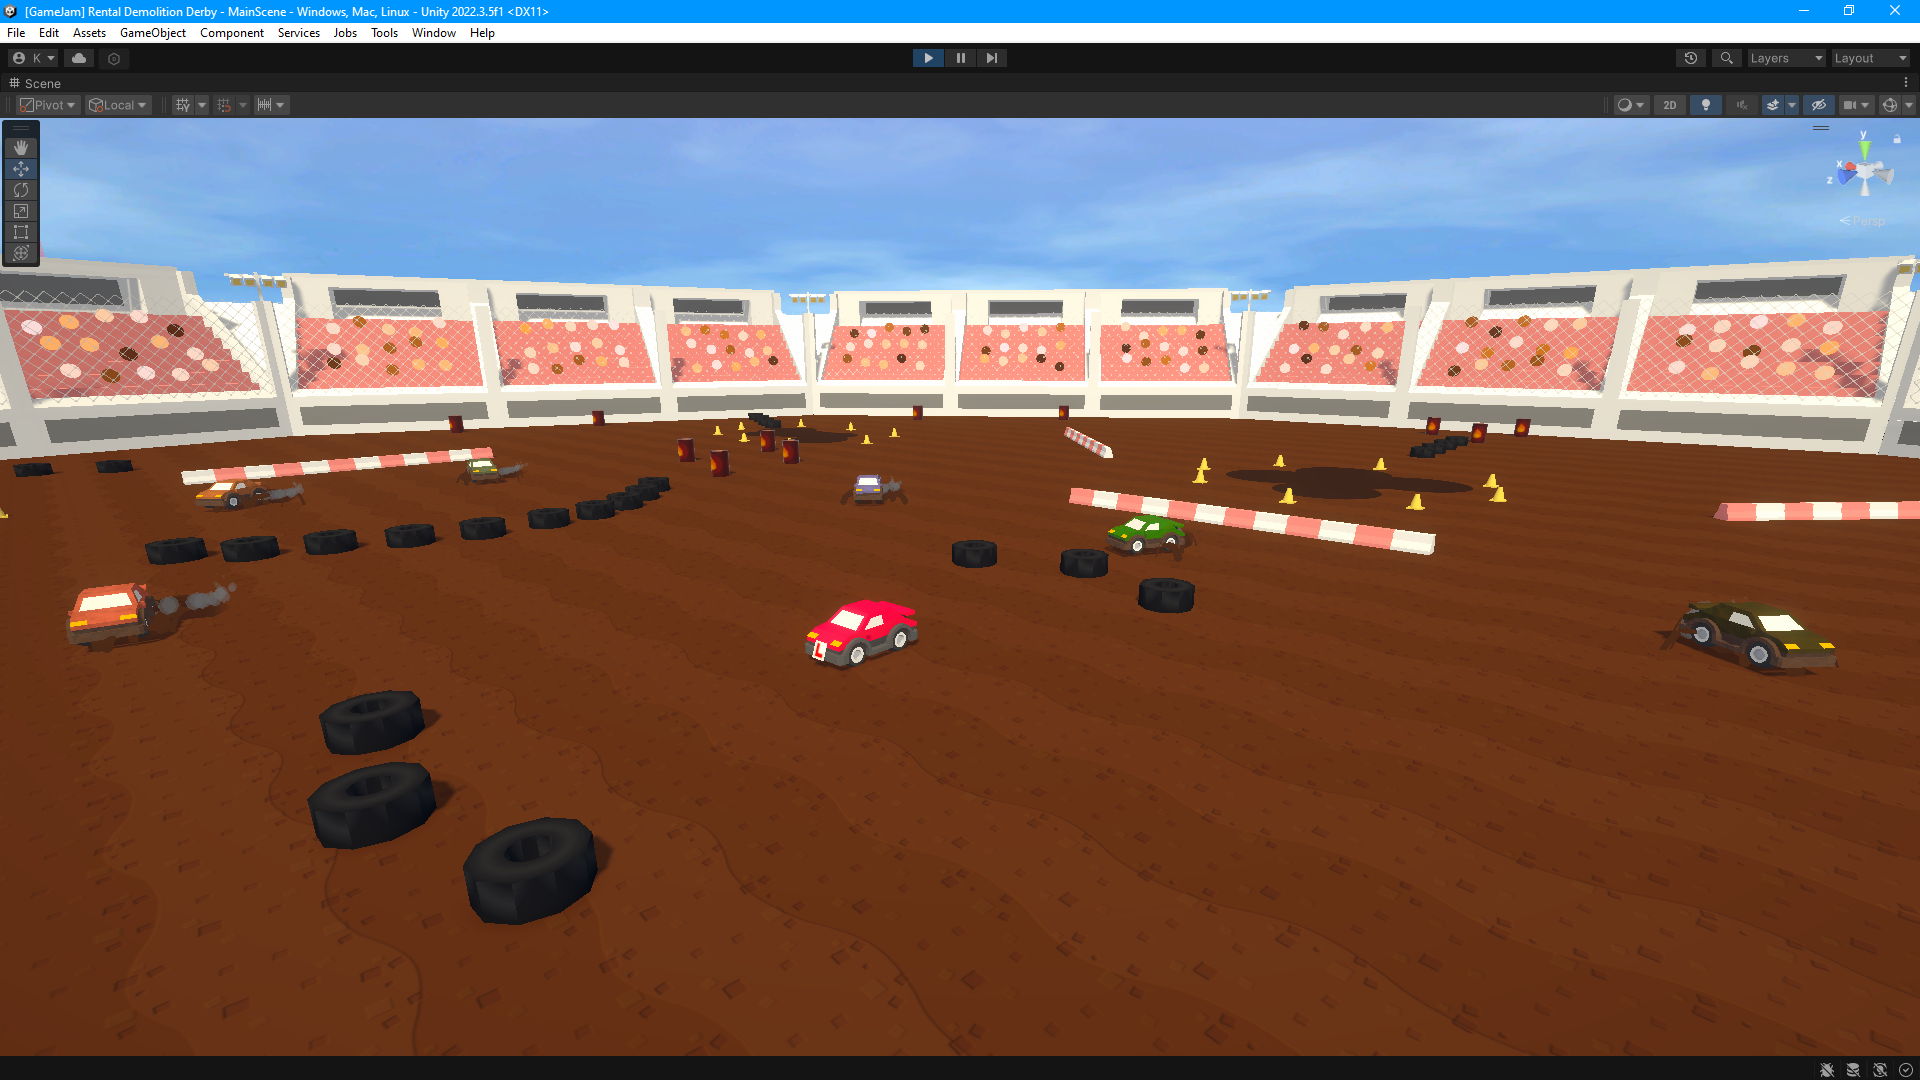 [GameJam] Rental Demolition Derby - MainScene - Windows, Mac, Linux - Unity 2022.3.5f1 <DX11>
File Edit Assets GameObject Component Services Jobs Tools Window Help
K Layers Layout
Scene
Pivot Local 2D
y
x
z
Persp
L